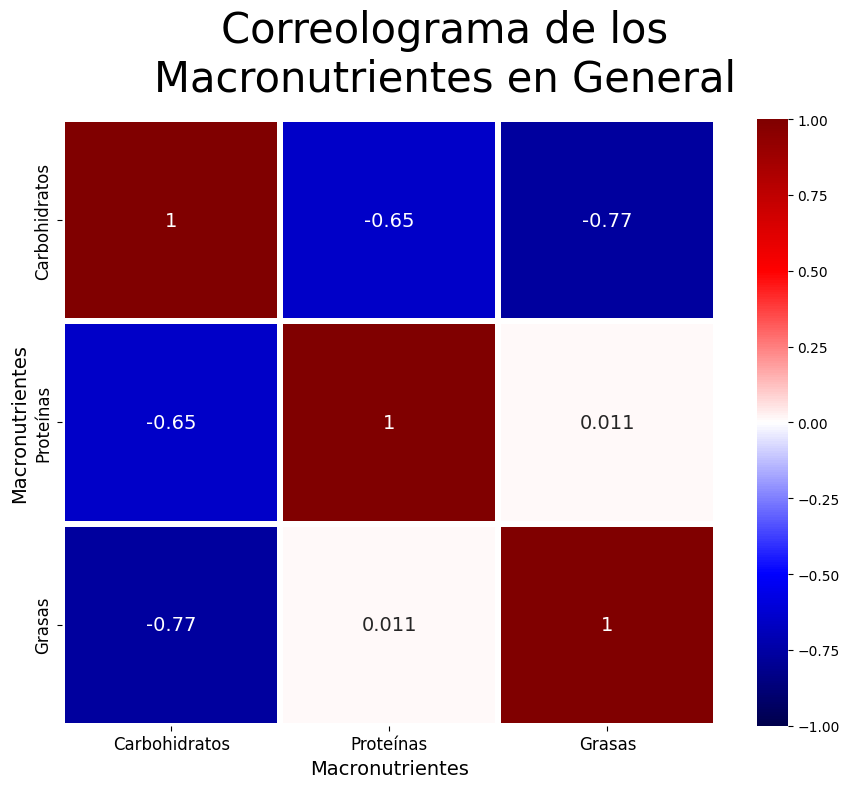 Correolograma de los
Macronutrientes en General
Carbohidratos
1
-0.65
-0.77
Proteínas
-0.65
1
0.011
Grasas
-0.77
0.011
1
Macronutrientes
Carbohidratos
Proteínas
Grasas
Macronutrientes
1.00
0.75
0.50
0.25
0.00
−0.25
−0.50
−0.75
−1.00